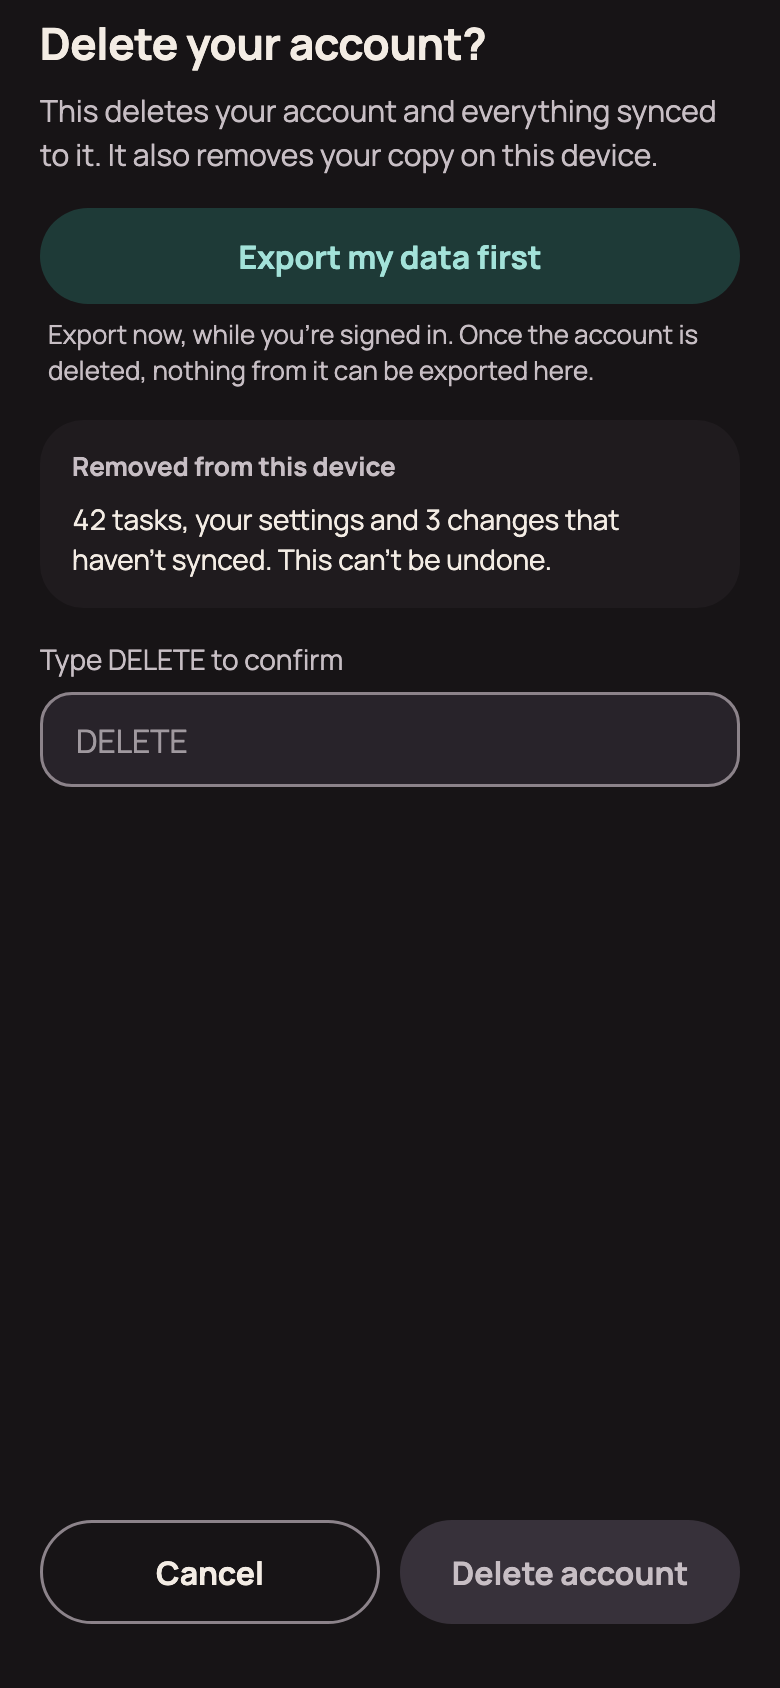 Delete your account?
This deletes your account and everything synced
to it. It also removes your copy on this device.
Export my data first
Export now, while you’re signed in. Once the account is
deleted, nothing from it can be exported here.
Removed from this device
42 tasks, your settings and 3 changes that
haven’t synced. This can’t be undone.
Type DELETE to confirm
DELETE
Cancel
Delete account